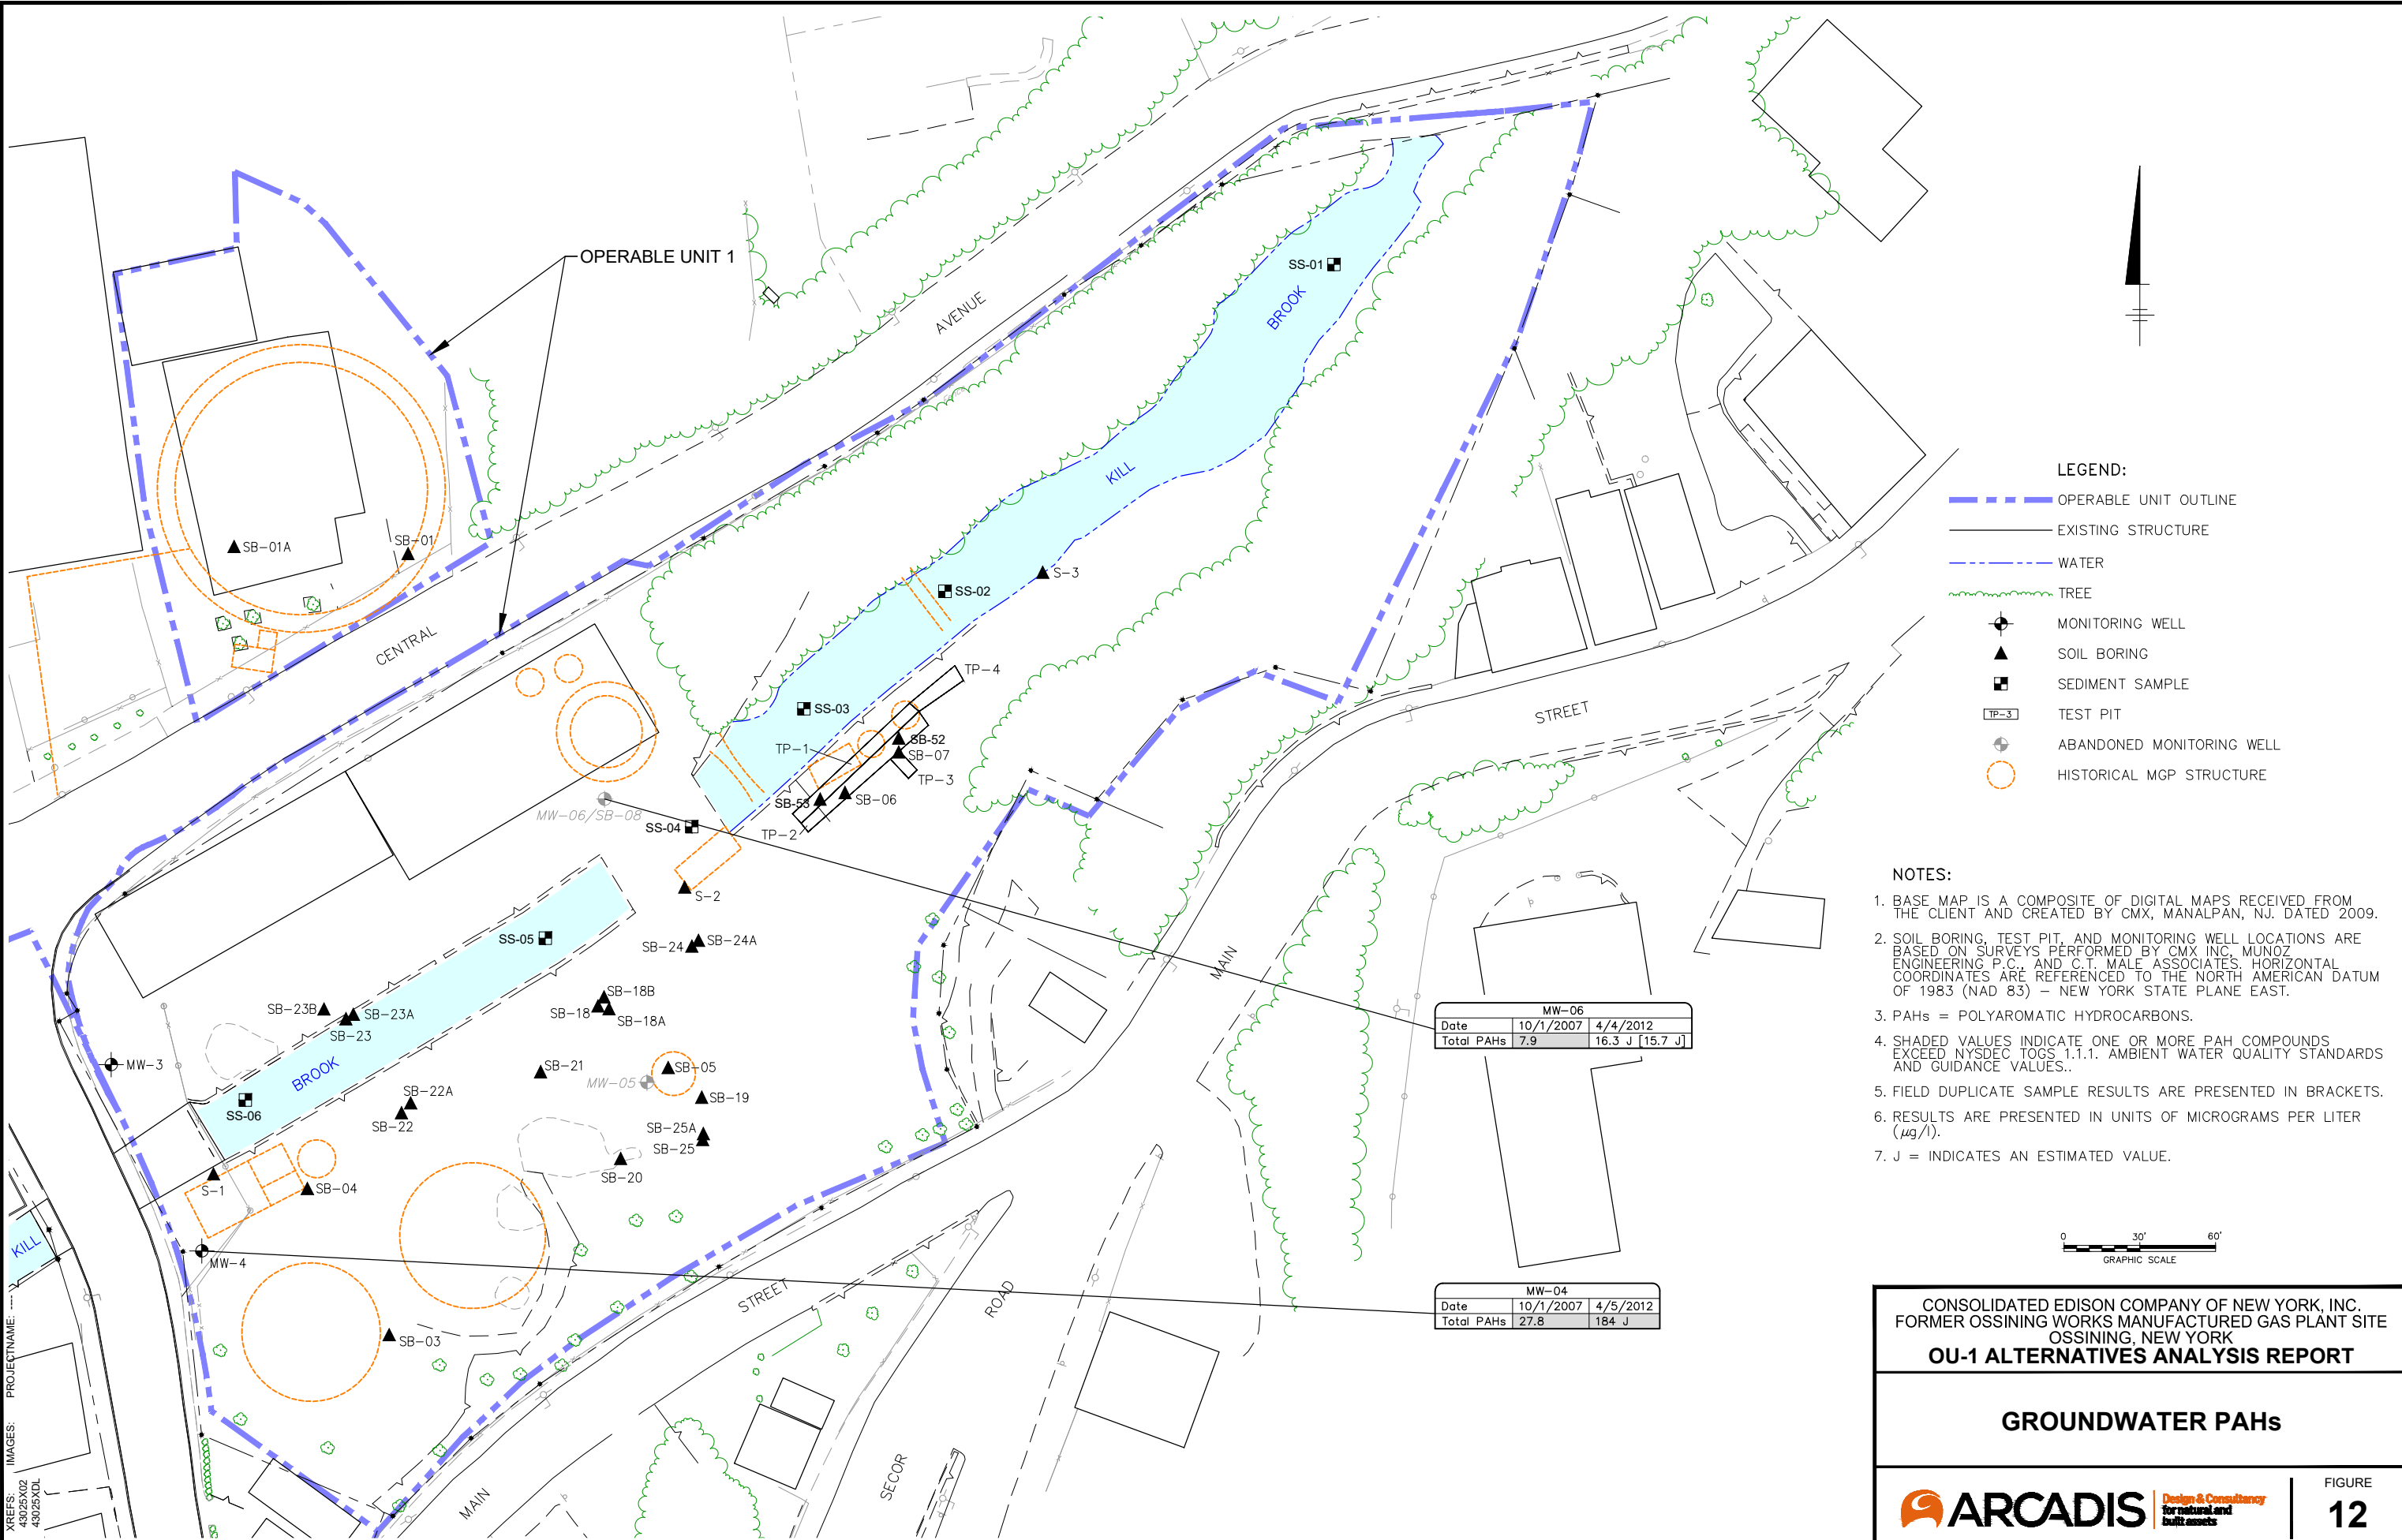 OPERABLE UNIT 1
AVENUE
CENTRAL
BROOK
KILL
SS-01
SB-01A
SB-01
S-3
SS-02
SS-03
TP-4
TP-1
SB-52
SB-07
TP-3
SB-53
SB-06
TP-2
MW-06/SB-08
SS-04
S-2
STREET
MAIN
SS-05
SB-24
SB-24A
SB-18B
SB-18
SB-18A
SB-23B
SB-23A
SB-23
MW-3
BROOK
SB-21
MW-05
SB-05
SB-19
SB-22A
SB-22
SS-06
SB-25A
SB-25
SB-20
S-1
SB-04
KILL
MW-4
SB-03
STREET
ROAD
MAIN
SECOR
MW-06
Date 10/1/2007 4/4/2012
Total PAHs 7.9 16.3 J [15.7 J]
MW-04
Date 10/1/2007 4/5/2012
Total PAHs 27.8 184 J
LEGEND:
OPERABLE UNIT OUTLINE
EXISTING STRUCTURE
WATER
TREE
MONITORING WELL
SOIL BORING
SEDIMENT SAMPLE
TP-3 TEST PIT
ABANDONED MONITORING WELL
HISTORICAL MGP STRUCTURE
NOTES:
1. BASE MAP IS A COMPOSITE OF DIGITAL MAPS RECEIVED FROM
THE CLIENT AND CREATED BY CMX, MANALPAN, NJ. DATED 2009.
2. SOIL BORING, TEST PIT, AND MONITORING WELL LOCATIONS ARE
BASED ON SURVEYS PERFORMED BY CMX INC, MUNOZ
ENGINEERING P.C., AND C.T. MALE ASSOCIATES. HORIZONTAL
COORDINATES ARE REFERENCED TO THE NORTH AMERICAN DATUM
OF 1983 (NAD 83) – NEW YORK STATE PLANE EAST.
3. PAHs = POLYAROMATIC HYDROCARBONS.
4. SHADED VALUES INDICATE ONE OR MORE PAH COMPOUNDS
EXCEED NYSDEC TOGS 1.1.1. AMBIENT WATER QUALITY STANDARDS
AND GUIDANCE VALUES..
5. FIELD DUPLICATE SAMPLE RESULTS ARE PRESENTED IN BRACKETS.
6. RESULTS ARE PRESENTED IN UNITS OF MICROGRAMS PER LITER
(µg/l).
7. J = INDICATES AN ESTIMATED VALUE.
0 30' 60'
GRAPHIC SCALE
CONSOLIDATED EDISON COMPANY OF NEW YORK, INC.
FORMER OSSINING WORKS MANUFACTURED GAS PLANT SITE
OSSINING, NEW YORK
OU-1 ALTERNATIVES ANALYSIS REPORT
GROUNDWATER PAHs
ARCADIS
Design & Consultancy
for natural and
built assets
FIGURE
12
XREFS: IMAGES: PROJECTNAME: ----
43025X02
43025XDL